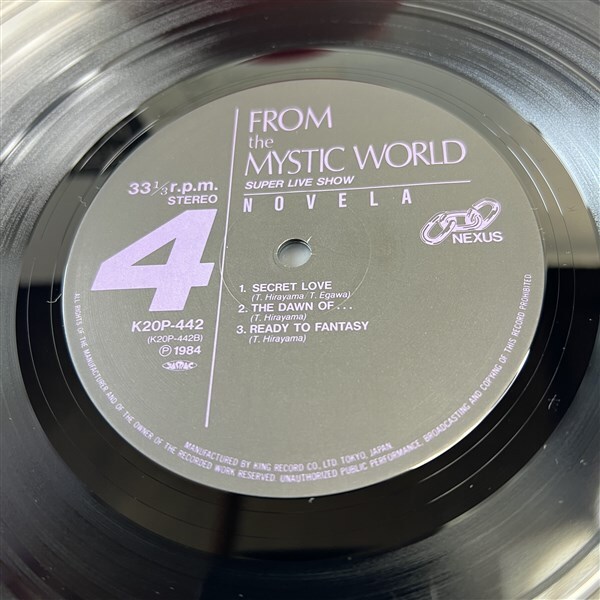 FROM
the
MYSTIC WORLD
SUPER LIVE SHOW
NOVELA
33 1/3 r.p.m.
STEREO
4
K20P-442
(K20P-442B)
Ⓟ 1984
JASRAC
NEXUS
1. SECRET LOVE
(T. Hirayama: T. Egawa)
2. THE DAWN OF...
(T. Hirayama)
3. READY TO FANTASY
(T. Hirayama)
ALL RIGHTS OF THE MANUFACTURER AND OF THE OWNER OF THE RECORDED WORK RESERVED. UNAUTHORIZED PUBLIC PERFORMANCE, BROADCASTING AND COPYING OF THIS RECORD PROHIBITED.
MANUFACTURED BY KING RECORD CO., LTD. TOKYO, JAPAN.